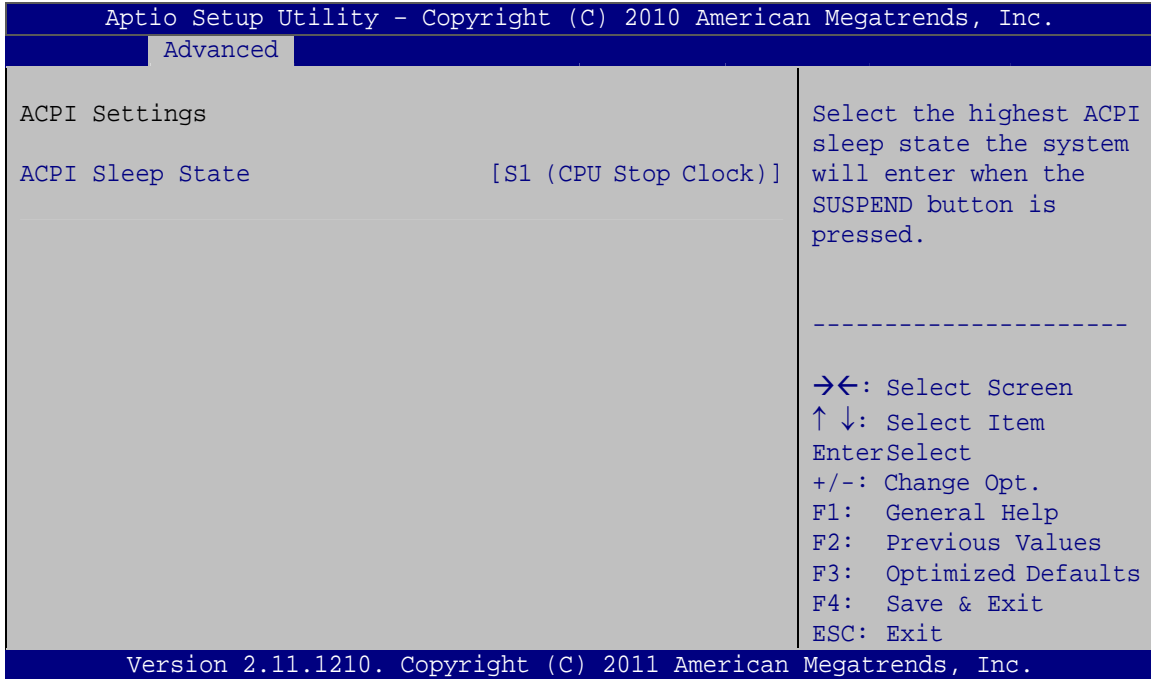 Aptio Setup Utility – Copyright (C) 2010 American Megatrends, Inc.
Advanced
ACPI Settings
ACPI Sleep State [S1 (CPU Stop Clock)]
Select the highest ACPI
sleep state the system
will enter when the
SUSPEND button is
pressed.
----------------------
→←: Select Screen
↑ ↓: Select Item
EnterSelect
+/-: Change Opt.
F1: General Help
F2: Previous Values
F3: Optimized Defaults
F4: Save & Exit
ESC: Exit
Version 2.11.1210. Copyright (C) 2011 American Megatrends, Inc.